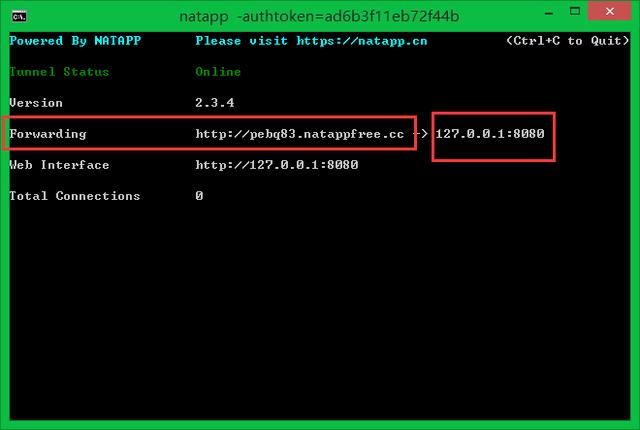 natapp -authtoken=ad6b3f11eb72f44b
Powered By NATAPP Please visit https://natapp.cn (Ctrl+C to Quit)
Tunnel Status Online
Version 2.3.4
Forwarding http://pebq83.natappfree.cc -> 127.0.0.1:8080
Web Interface http://127.0.0.1:8080
Total Connections 0